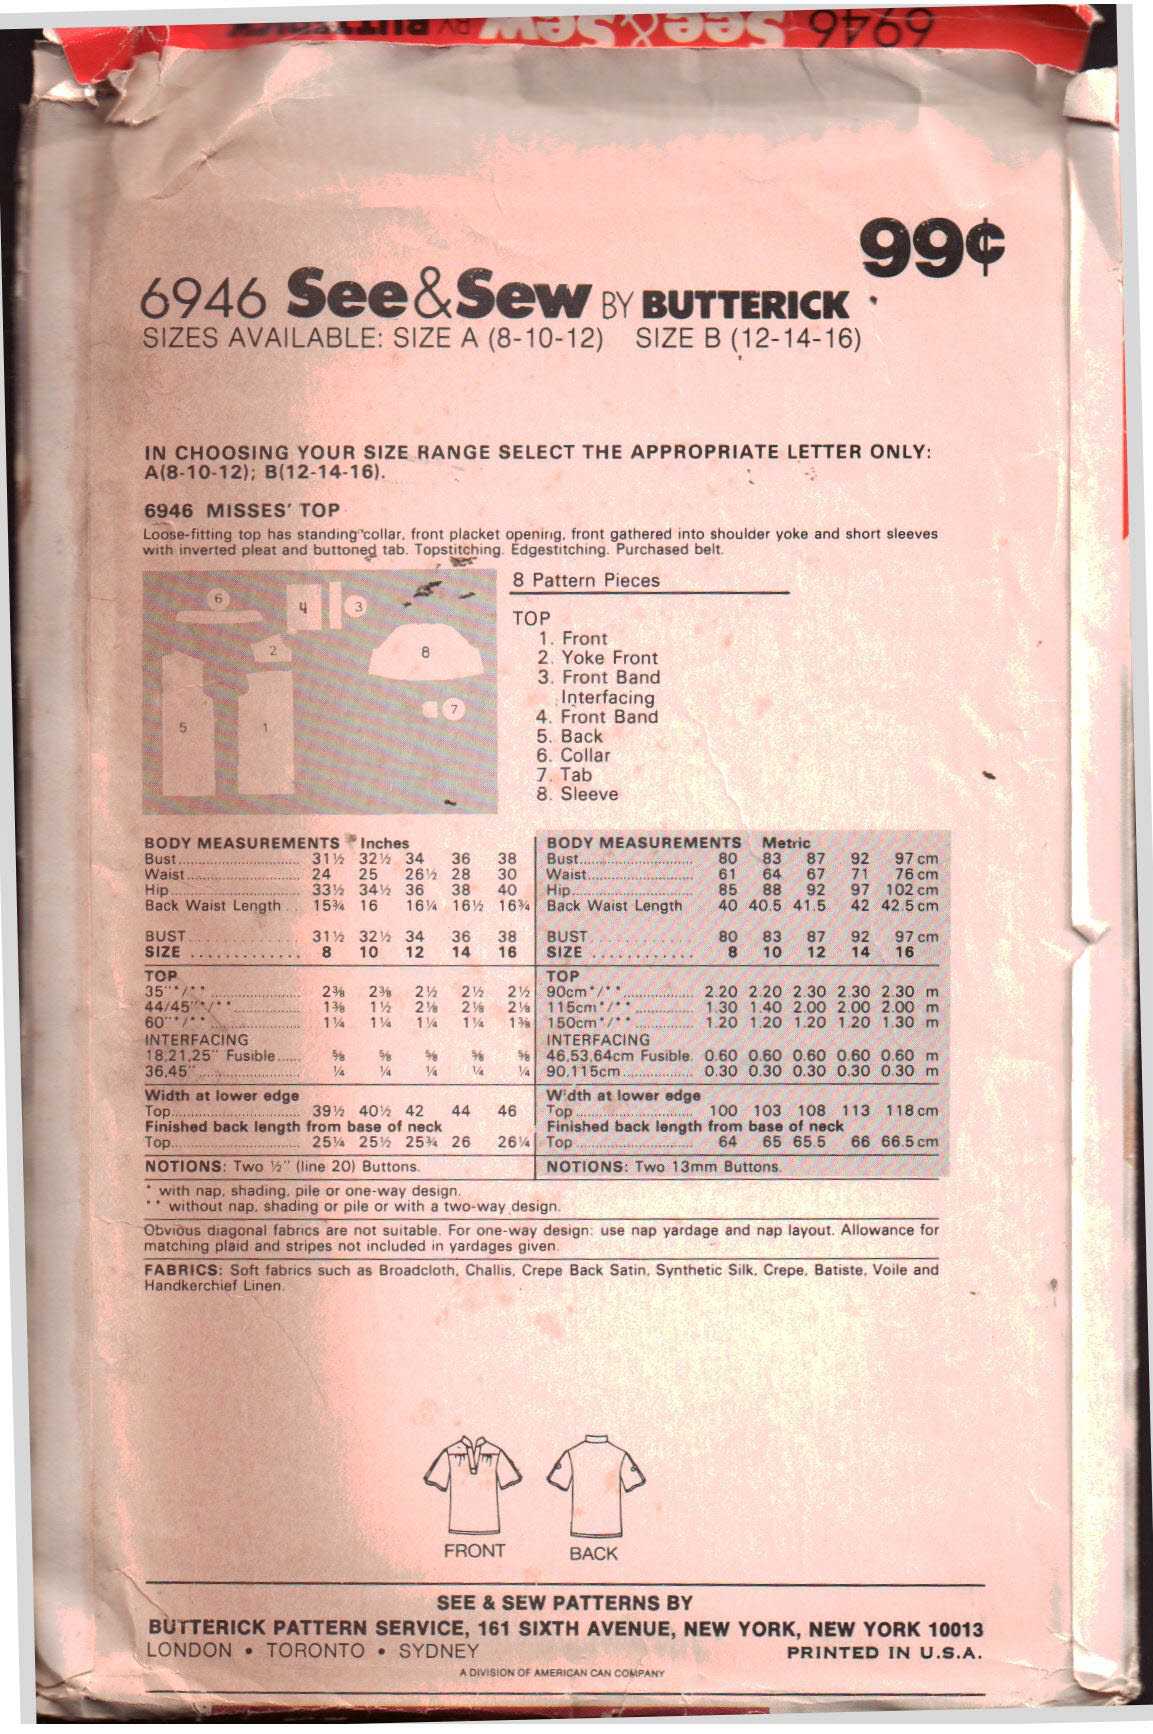 6946 See & Sew BY BUTTERICK
99¢
6946 See&Sew BY BUTTERICK
SIZES AVAILABLE: SIZE A (8-10-12) SIZE B (12-14-16)
IN CHOOSING YOUR SIZE RANGE SELECT THE APPROPRIATE LETTER ONLY:
A(8-10-12); B(12-14-16).
6946 MISSES' TOP
Loose-fitting top has standing collar, front placket opening, front gathered into shoulder yoke and short sleeves
with inverted pleat and buttoned tab. Topstitching. Edgestitching. Purchased belt.
6 4 3
2 8
7
5 1
8 Pattern Pieces
TOP
1. Front
2. Yoke Front
3. Front Band
Interfacing
4. Front Band
5. Back
6. Collar
7. Tab
8. Sleeve
BODY MEASUREMENTS Inches
Bust 31½ 32½ 34 36 38
Waist 24 25 26½ 28 30
Hip 33½ 34½ 36 38 40
Back Waist Length 15¾ 16 16¼ 16½ 16¾
BUST 31½ 32½ 34 36 38
SIZE 8 10 12 14 16
TOP
35"*/** 2⅜ 2⅜ 2½ 2½ 2½
44/45"*/** 1⅜ 1½ 2⅛ 2⅛ 2⅛
60"*/** 1¼ 1¼ 1¼ 1¼ 1⅜
INTERFACING
18,21,25" Fusible ⅝ ⅝ ⅝ ⅝ ⅝
36,45" ¼ ¼ ¼ ¼ ¼
Width at lower edge
Top 39½ 40½ 42 44 46
Finished back length from base of neck
Top 25¼ 25½ 25¾ 26 26¼
NOTIONS: Two ½" (line 20) Buttons.
BODY MEASUREMENTS Metric
Bust 80 83 87 92 97 cm
Waist 61 64 67 71 76 cm
Hip 85 88 92 97 102 cm
Back Waist Length 40 40.5 41.5 42 42.5 cm
BUST 80 83 87 92 97 cm
SIZE 8 10 12 14 16
TOP
90cm*/** 2.20 2.20 2.30 2.30 2.30 m
115cm*/** 1.30 1.40 2.00 2.00 2.00 m
150cm*/** 1.20 1.20 1.20 1.20 1.30 m
INTERFACING
46,53,64cm Fusible 0.60 0.60 0.60 0.60 0.60 m
90,115cm 0.30 0.30 0.30 0.30 0.30 m
Width at lower edge
Top 100 103 108 113 118 cm
Finished back length from base of neck
Top 64 65 65.5 66 66.5 cm
NOTIONS: Two 13mm Buttons.
* with nap, shading, pile or one-way design.
** without nap, shading or pile or with a two-way design.
Obvious diagonal fabrics are not suitable. For one-way design: use nap yardage and nap layout. Allowance for
matching plaid and stripes not included in yardages given.
FABRICS: Soft fabrics such as Broadcloth, Challis, Crepe Back Satin, Synthetic Silk, Crepe, Batiste, Voile and
Handkerchief Linen.
FRONT BACK
SEE & SEW PATTERNS BY
BUTTERICK PATTERN SERVICE, 161 SIXTH AVENUE, NEW YORK, NEW YORK 10013
LONDON • TORONTO • SYDNEY PRINTED IN U.S.A.
A DIVISION OF AMERICAN CAN COMPANY